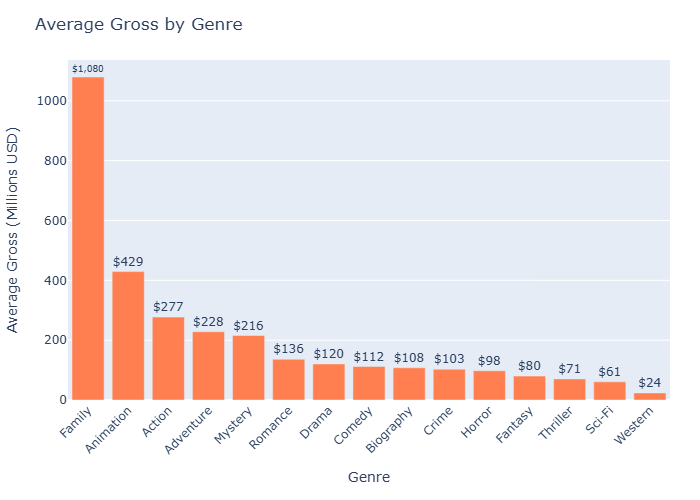 Average Gross by Genre
Average Gross (Millions USD)
1000
800
600
400
200
0
$1,080
$429
$277
$228
$216
$136
$120
$112
$108
$103
$98
$80
$71
$61
$24
Family
Animation
Action
Adventure
Mystery
Romance
Drama
Comedy
Biography
Crime
Horror
Fantasy
Thriller
Sci-Fi
Western
Genre